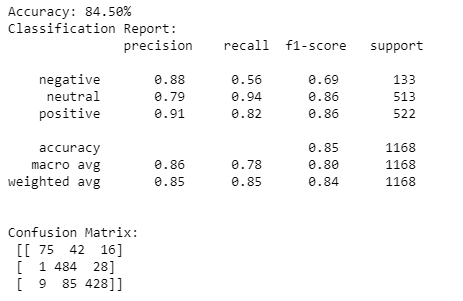 Accuracy: 84.50%
Classification Report:
precision recall f1-score support
negative 0.88 0.56 0.69 133
neutral 0.79 0.94 0.86 513
positive 0.91 0.82 0.86 522
accuracy 0.85 1168
macro avg 0.86 0.78 0.80 1168
weighted avg 0.85 0.85 0.84 1168
Confusion Matrix:
[[ 75 42 16]
[ 1 484 28]
[ 9 85 428]]